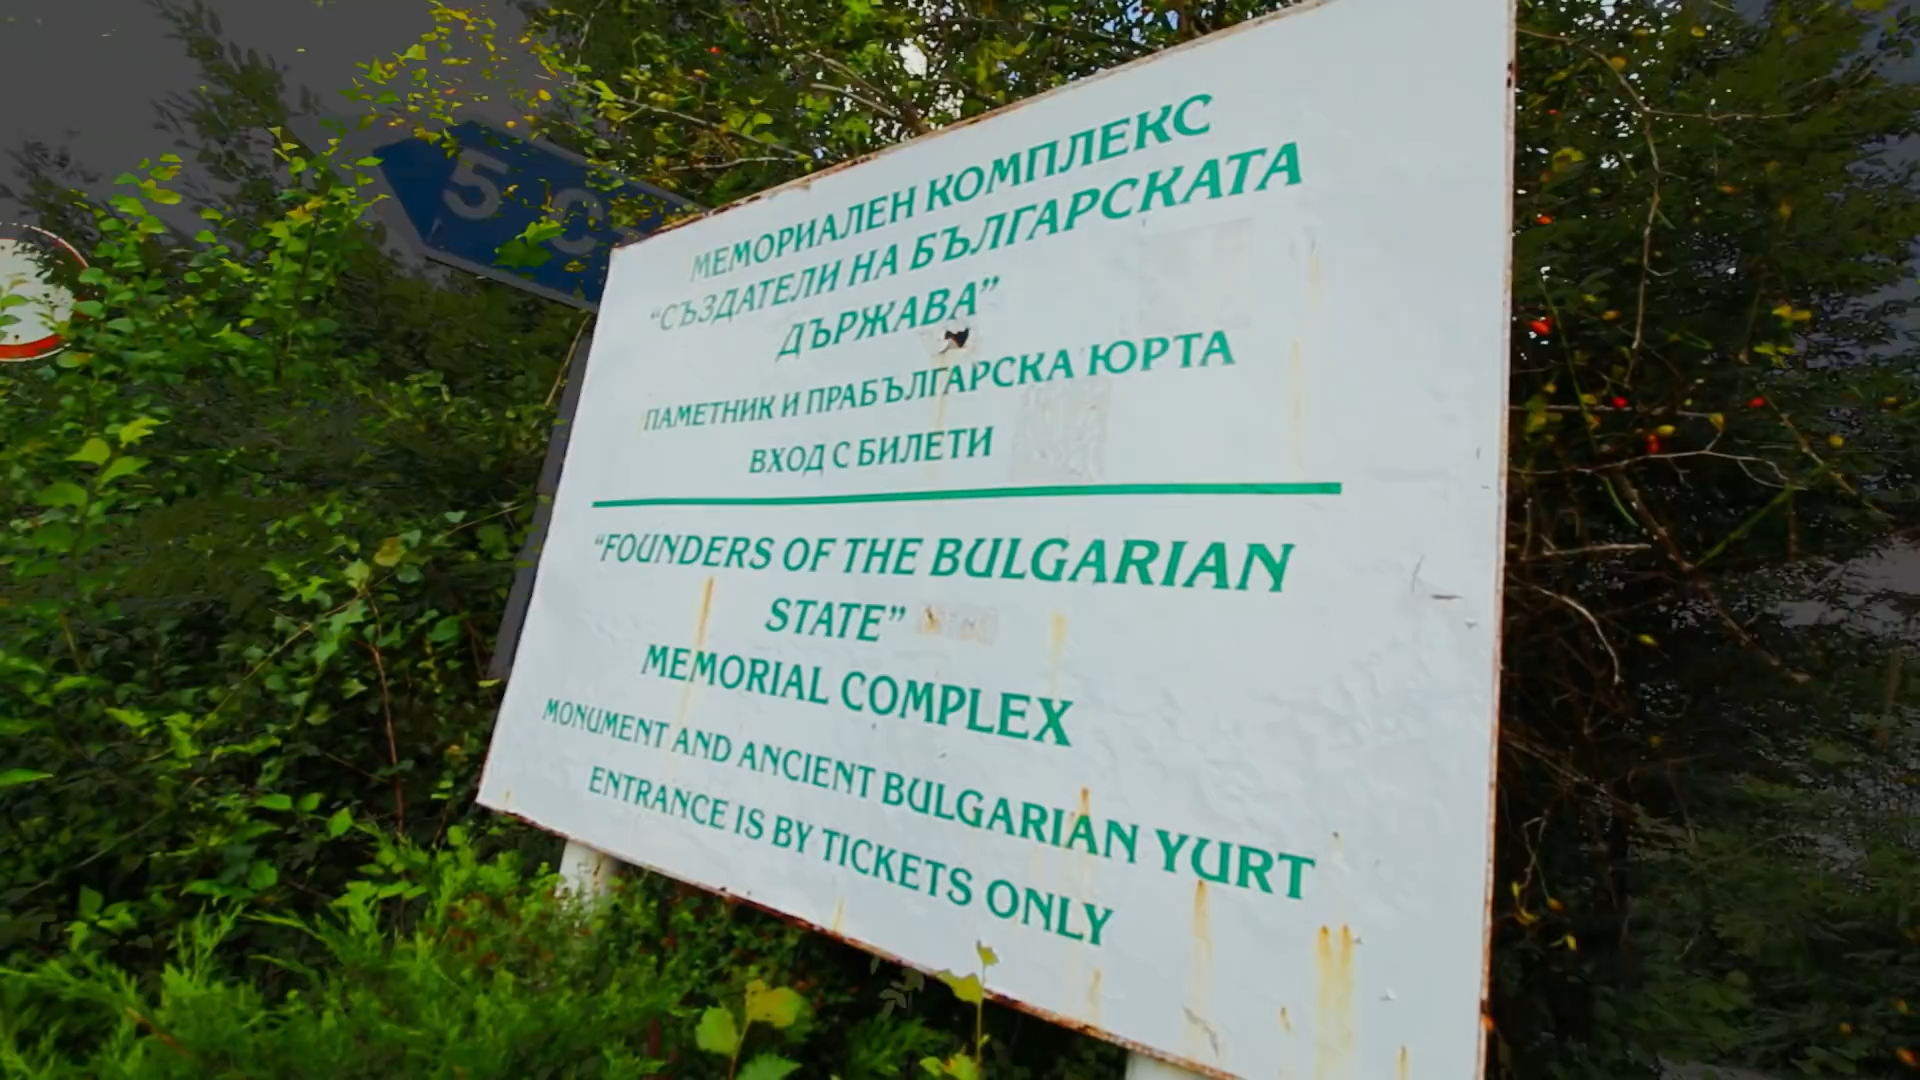 МЕМОРИАЛЕН КОМПЛЕКС
"СЪЗДАТЕЛИ НА БЪЛГАРСКАТА
ДЪРЖАВА"
ПАМЕТНИК И ПРАБЪЛГАРСКА ЮРТА
ВХОД С БИЛЕТИ
"FOUNDERS OF THE BULGARIAN
STATE"
MEMORIAL COMPLEX
MONUMENT AND ANCIENT BULGARIAN YURT
ENTRANCE IS BY TICKETS ONLY
5